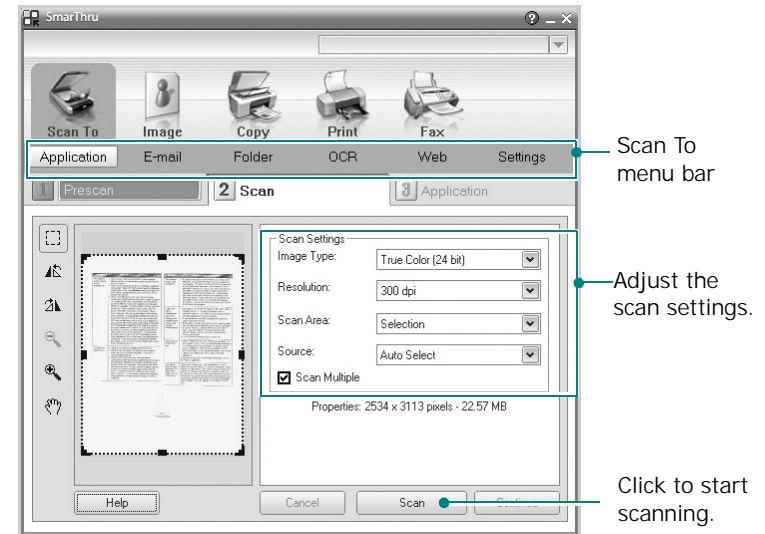 SmarThru
Scan To Image Copy Print Fax
Application E-mail Folder OCR Web Settings
Scan To
menu bar
1 Prescan 2 Scan 3 Application
Scan Settings
Image Type: True Color (24 bit)
Resolution: 300 dpi
Scan Area: Selection
Source: Auto Select
Scan Multiple
Adjust the
scan settings.
Properties: 2534 x 3113 pixels - 22.57 MB
Help Cancel Scan Continue
Click to start
scanning.